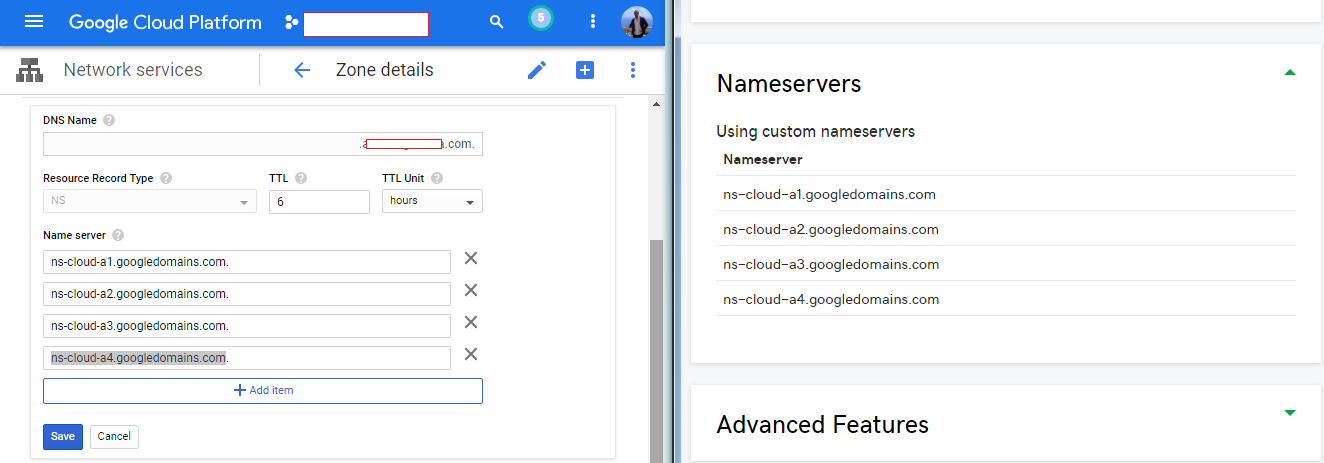 Google Cloud Platform
5
Network services
Zone details
DNS Name
.com.
Resource Record Type
TTL
TTL Unit
NS
6
hours
Name server
ns-cloud-a1.googledomains.com.
ns-cloud-a2.googledomains.com.
ns-cloud-a3.googledomains.com.
ns-cloud-a4.googledomains.com.
Add item
Save
Cancel
Nameservers
Using custom nameservers
Nameserver
ns-cloud-a1.googledomains.com
ns-cloud-a2.googledomains.com
ns-cloud-a3.googledomains.com
ns-cloud-a4.googledomains.com
Advanced Features